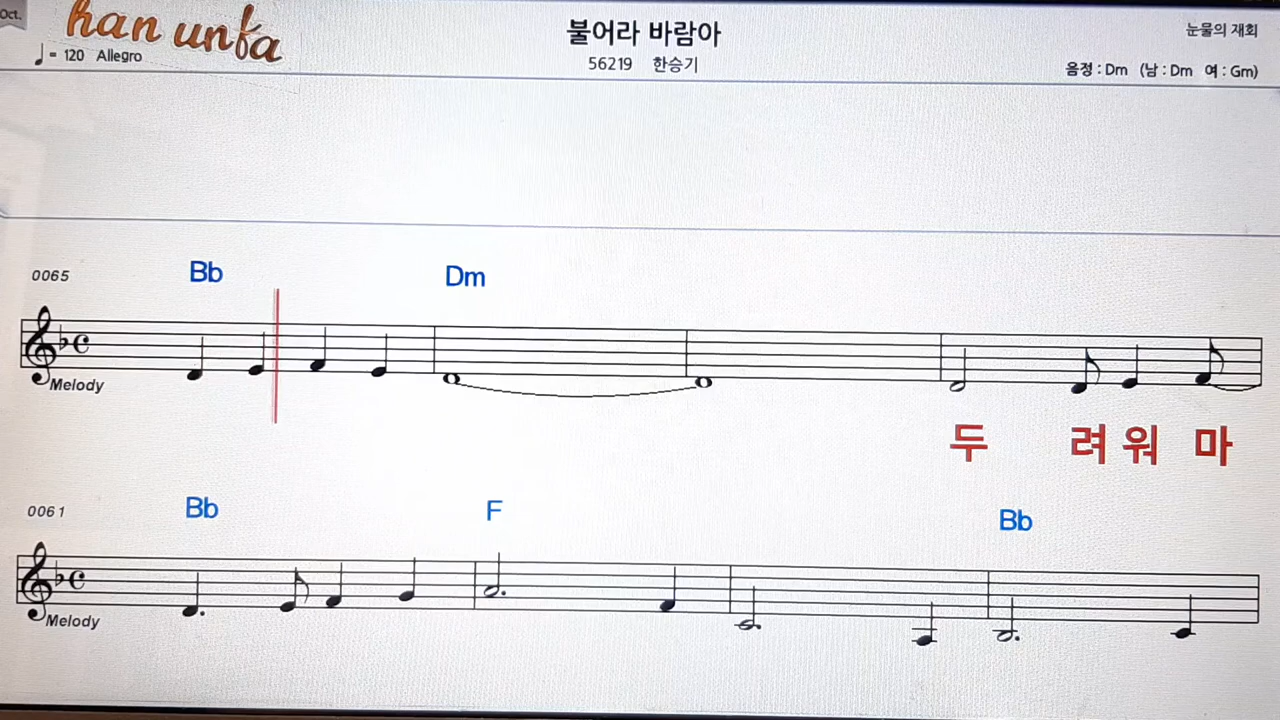 Oct.
han unfa
= 120 Allegro
불어라 바람아
56219 한승기
눈물의 재회
음정 : Dm (남 : Dm 여 : Gm)
0065
Bb
Dm
Melody
두 려 워 마
0061
Bb
F
Bb
Melody